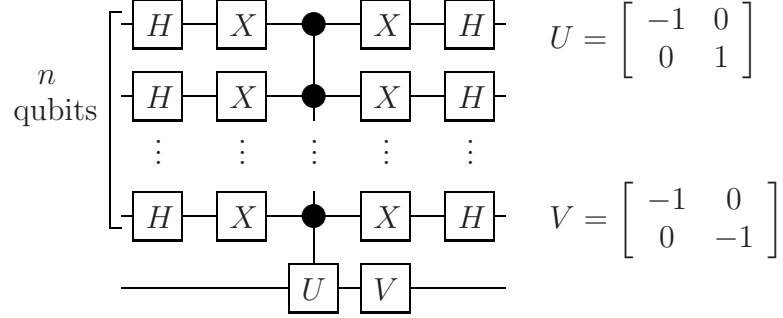 H X X H
U = [ −1 0
0 1 ]
n
qubits
H X X H
⋮ ⋮ ⋮ ⋮ ⋮
H X X H
V = [ −1 0
0 −1 ]
U V